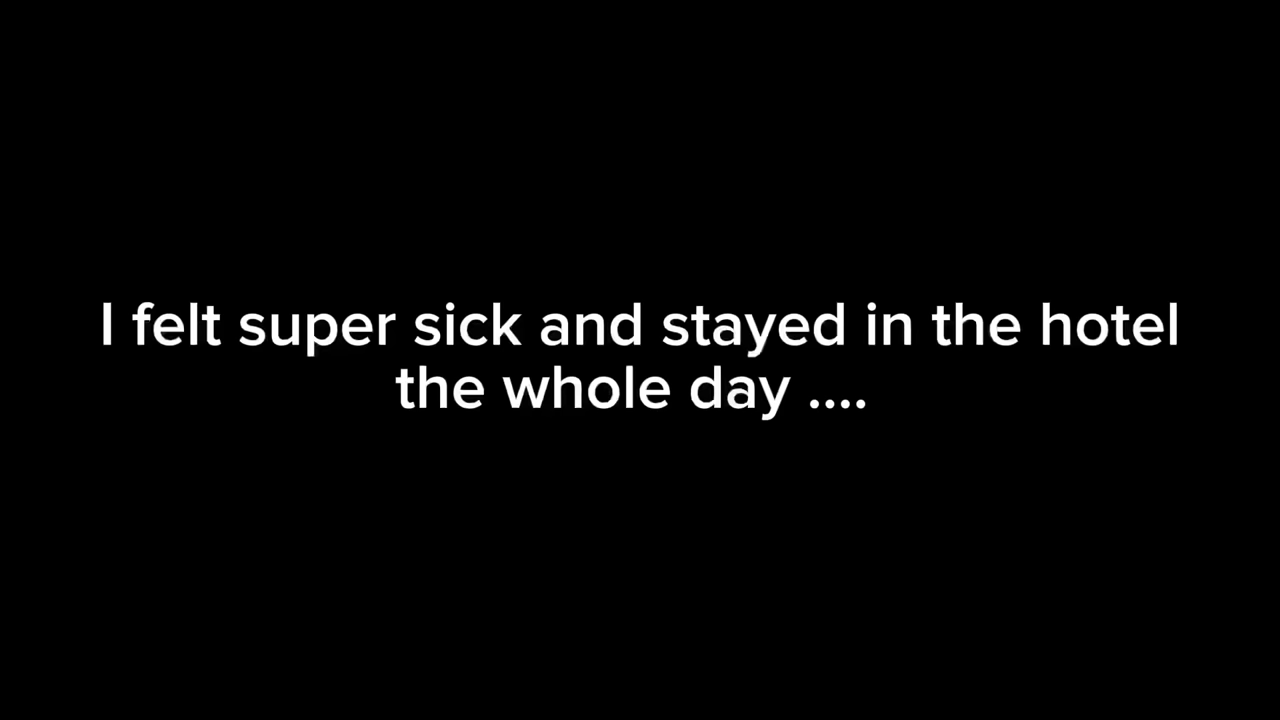 I felt super sick and stayed in the hotel
the whole day ....